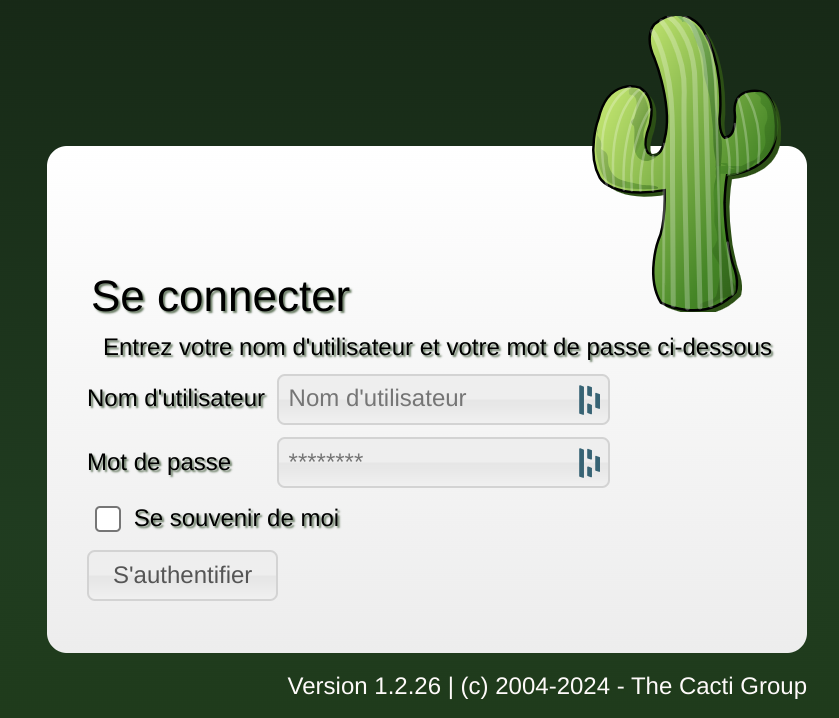 Se connecter
Entrez votre nom d'utilisateur et votre mot de passe ci-dessous
Nom d'utilisateur Nom d'utilisateur
Mot de passe ********
Se souvenir de moi
S'authentifier
Version 1.2.26 | (c) 2004-2024 - The Cacti Group